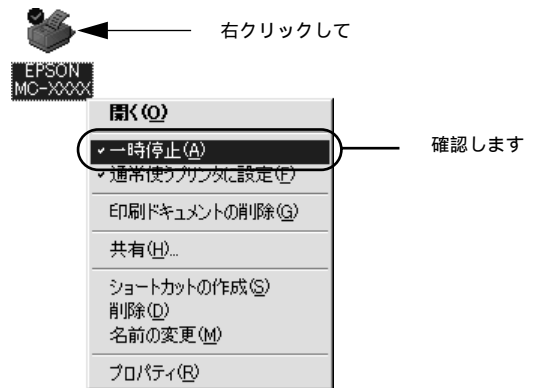 右クリックして
EPSON
MC-XXXX
開く(O)
一時停止(A)
確認します
通常使うプリンタに設定(F)
印刷ドキュメントの削除(G)
共有(H)...
ショートカットの作成(S)
削除(D)
名前の変更(M)
プロパティ(R)